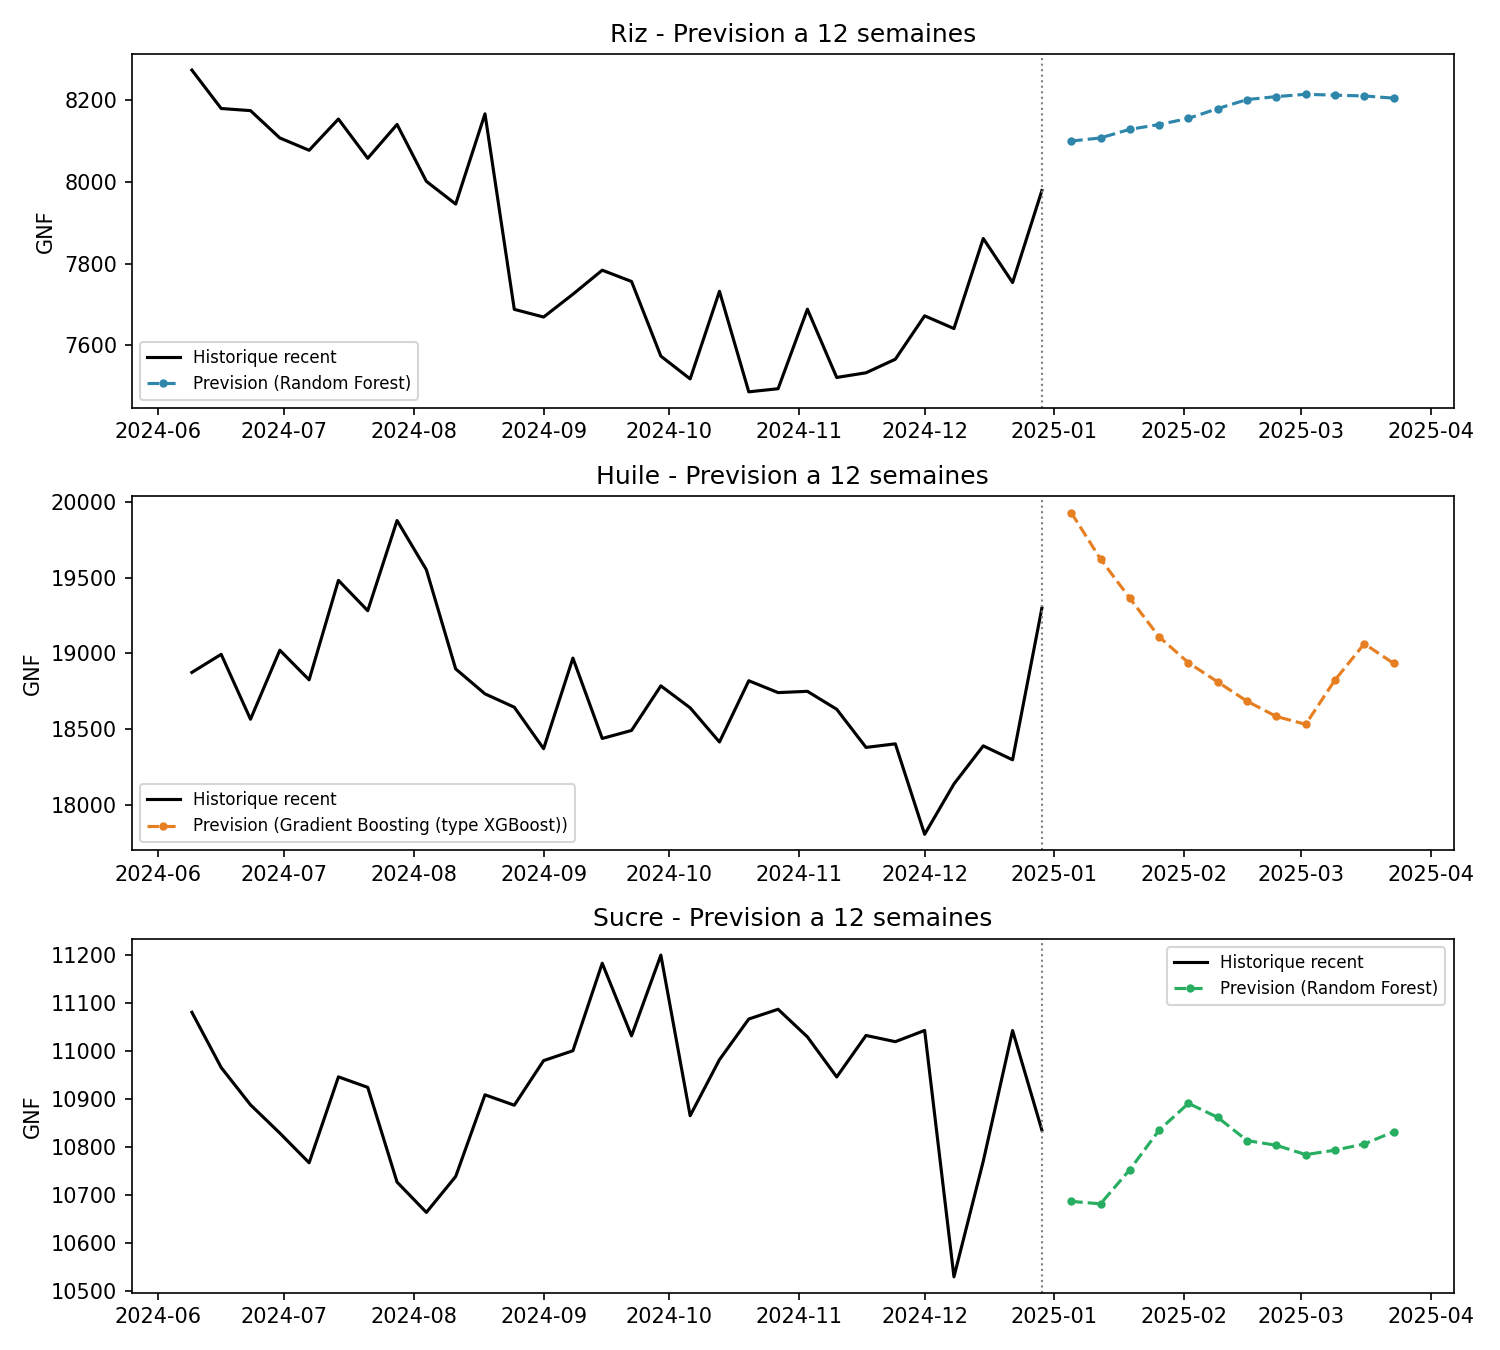 Riz - Prevision a 12 semaines
GNF
8200
8000
7800
7600
Historique recent
Prevision (Random Forest)
2024-06 2024-07 2024-08 2024-09 2024-10 2024-11 2024-12 2025-01 2025-02 2025-03 2025-04
Huile - Prevision a 12 semaines
GNF
20000
19500
19000
18500
18000
Historique recent
Prevision (Gradient Boosting (type XGBoost))
2024-06 2024-07 2024-08 2024-09 2024-10 2024-11 2024-12 2025-01 2025-02 2025-03 2025-04
Sucre - Prevision a 12 semaines
GNF
11200
11100
11000
10900
10800
10700
10600
10500
Historique recent
Prevision (Random Forest)
2024-06 2024-07 2024-08 2024-09 2024-10 2024-11 2024-12 2025-01 2025-02 2025-03 2025-04